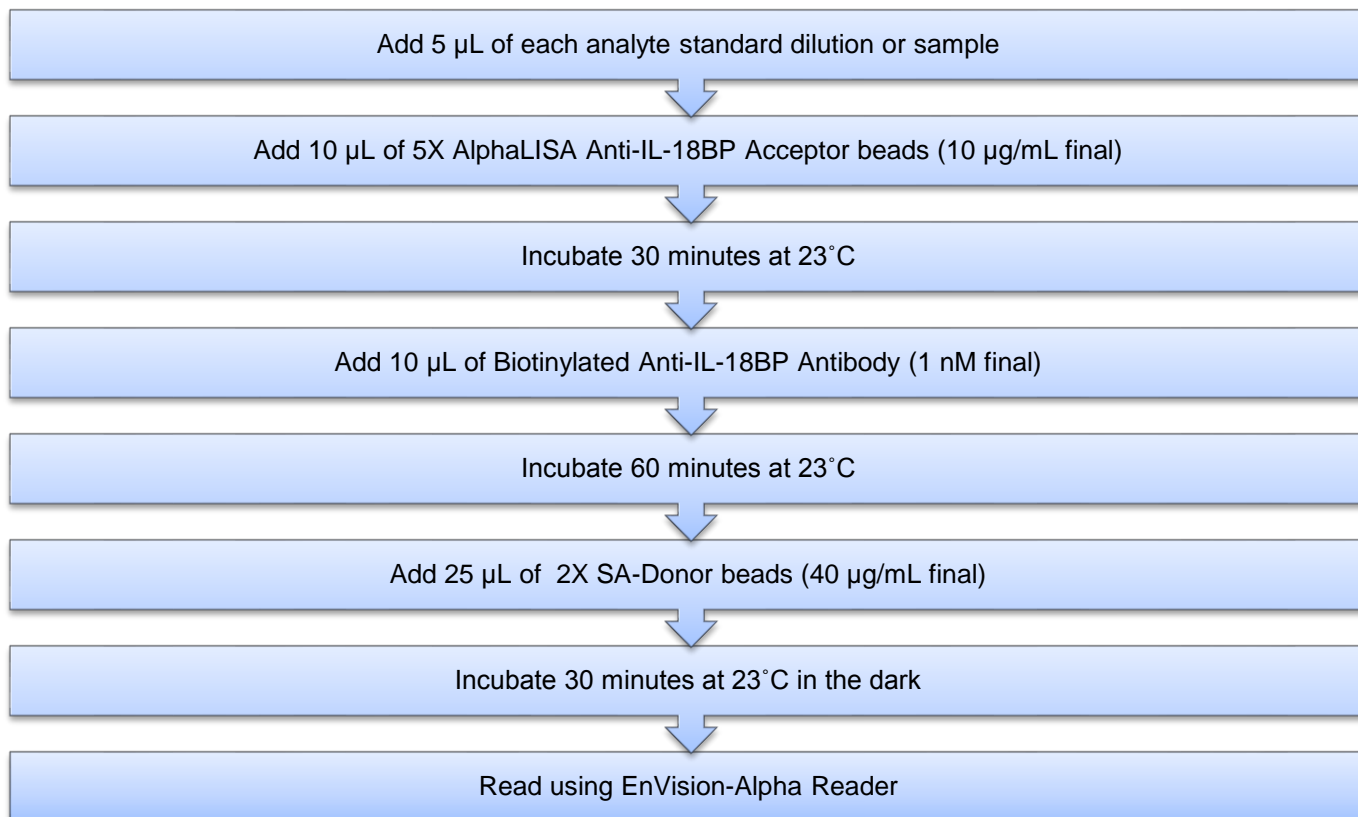 Add 5 µL of each analyte standard dilution or sample
Add 10 µL of 5X AlphaLISA Anti-IL-18BP Acceptor beads (10 µg/mL final)
Incubate 30 minutes at 23˚C
Add 10 µL of Biotinylated Anti-IL-18BP Antibody (1 nM final)
Incubate 60 minutes at 23˚C
Add 25 µL of  2X SA-Donor beads (40 µg/mL final)
Incubate 30 minutes at 23˚C in the dark
Read using EnVision-Alpha Reader